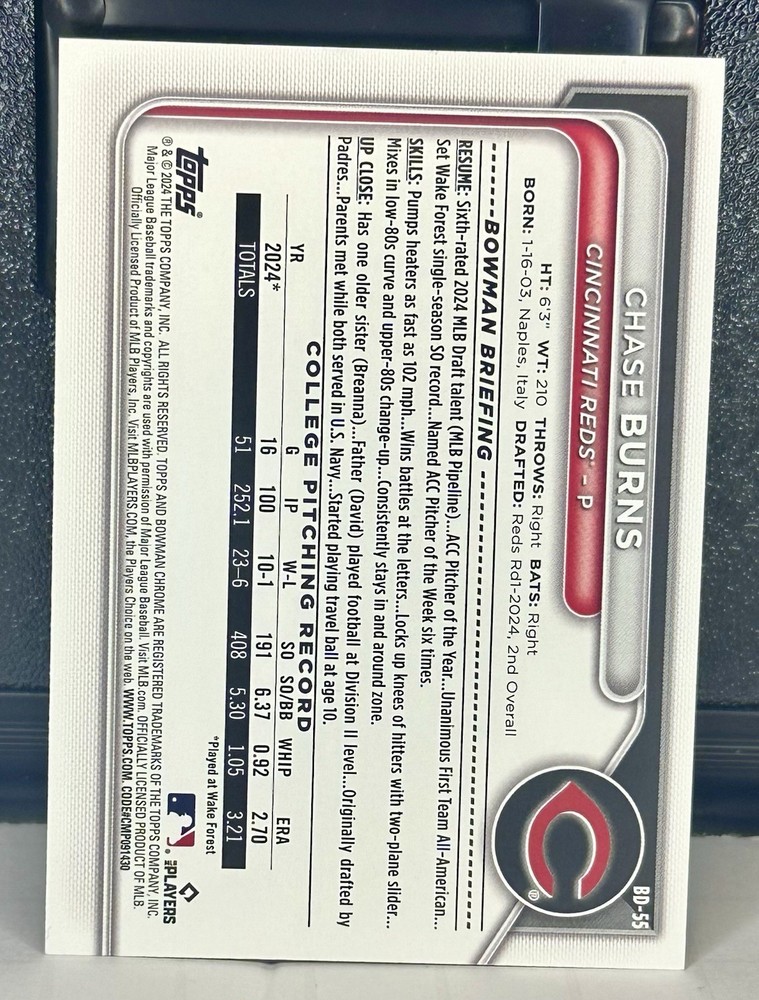 BD-55
CHASE BURNS
CINCINNATI REDS® – P
HT: 6'3" WT: 210 THROWS: Right BATS: Right
BORN: 1-16-03, Naples, Italy DRAFTED: Reds Rd1-2024, 2nd Overall
BOWMAN BRIEFING
RESUME: Sixth-rated 2024 MLB Draft talent (MLB Pipeline)...ACC Pitcher of the Year...Unanimous First Team All-American...
Set Wake Forest single-season SO record...Named ACC Pitcher of the Week six times.
SKILLS: Pumps heaters as fast as 102 mph...Wins battles at the letters...Locks up knees of hitters with two-plane slider...
Mixes in low-80s curve and upper-80s change-up...Consistently stays in and around zone.
UP CLOSE: Has one older sister (Breanna)...Father (David) played football at Division II level...Originally drafted by
Padres...Parents met while both served in U.S. Navy...Started playing travel ball at age 10.
COLLEGE PITCHING RECORD
YR G IP W-L SO SO/BB WHIP ERA
2024* 16 100 10-1 191 6.37 0.92 2.70
TOTALS 51 252.1 23-6 408 5.30 1.05 3.21
*Played at Wake Forest
topps®
MLB PLAYERS
® & © 2024 THE TOPPS COMPANY, INC. ALL RIGHTS RESERVED. TOPPS AND BOWMAN CHROME ARE REGISTERED TRADEMARKS OF THE TOPPS COMPANY, INC.
Major League Baseball trademarks and copyrights are used with permission of Major League Baseball. Visit MLB.com. OFFICIALLY LICENSED PRODUCT OF MLB.
Officially Licensed Product of MLB Players, Inc. Visit MLBPLAYERS.COM, the Players Choice on the web. WWW.TOPPS.COM. CODE#CMP091430